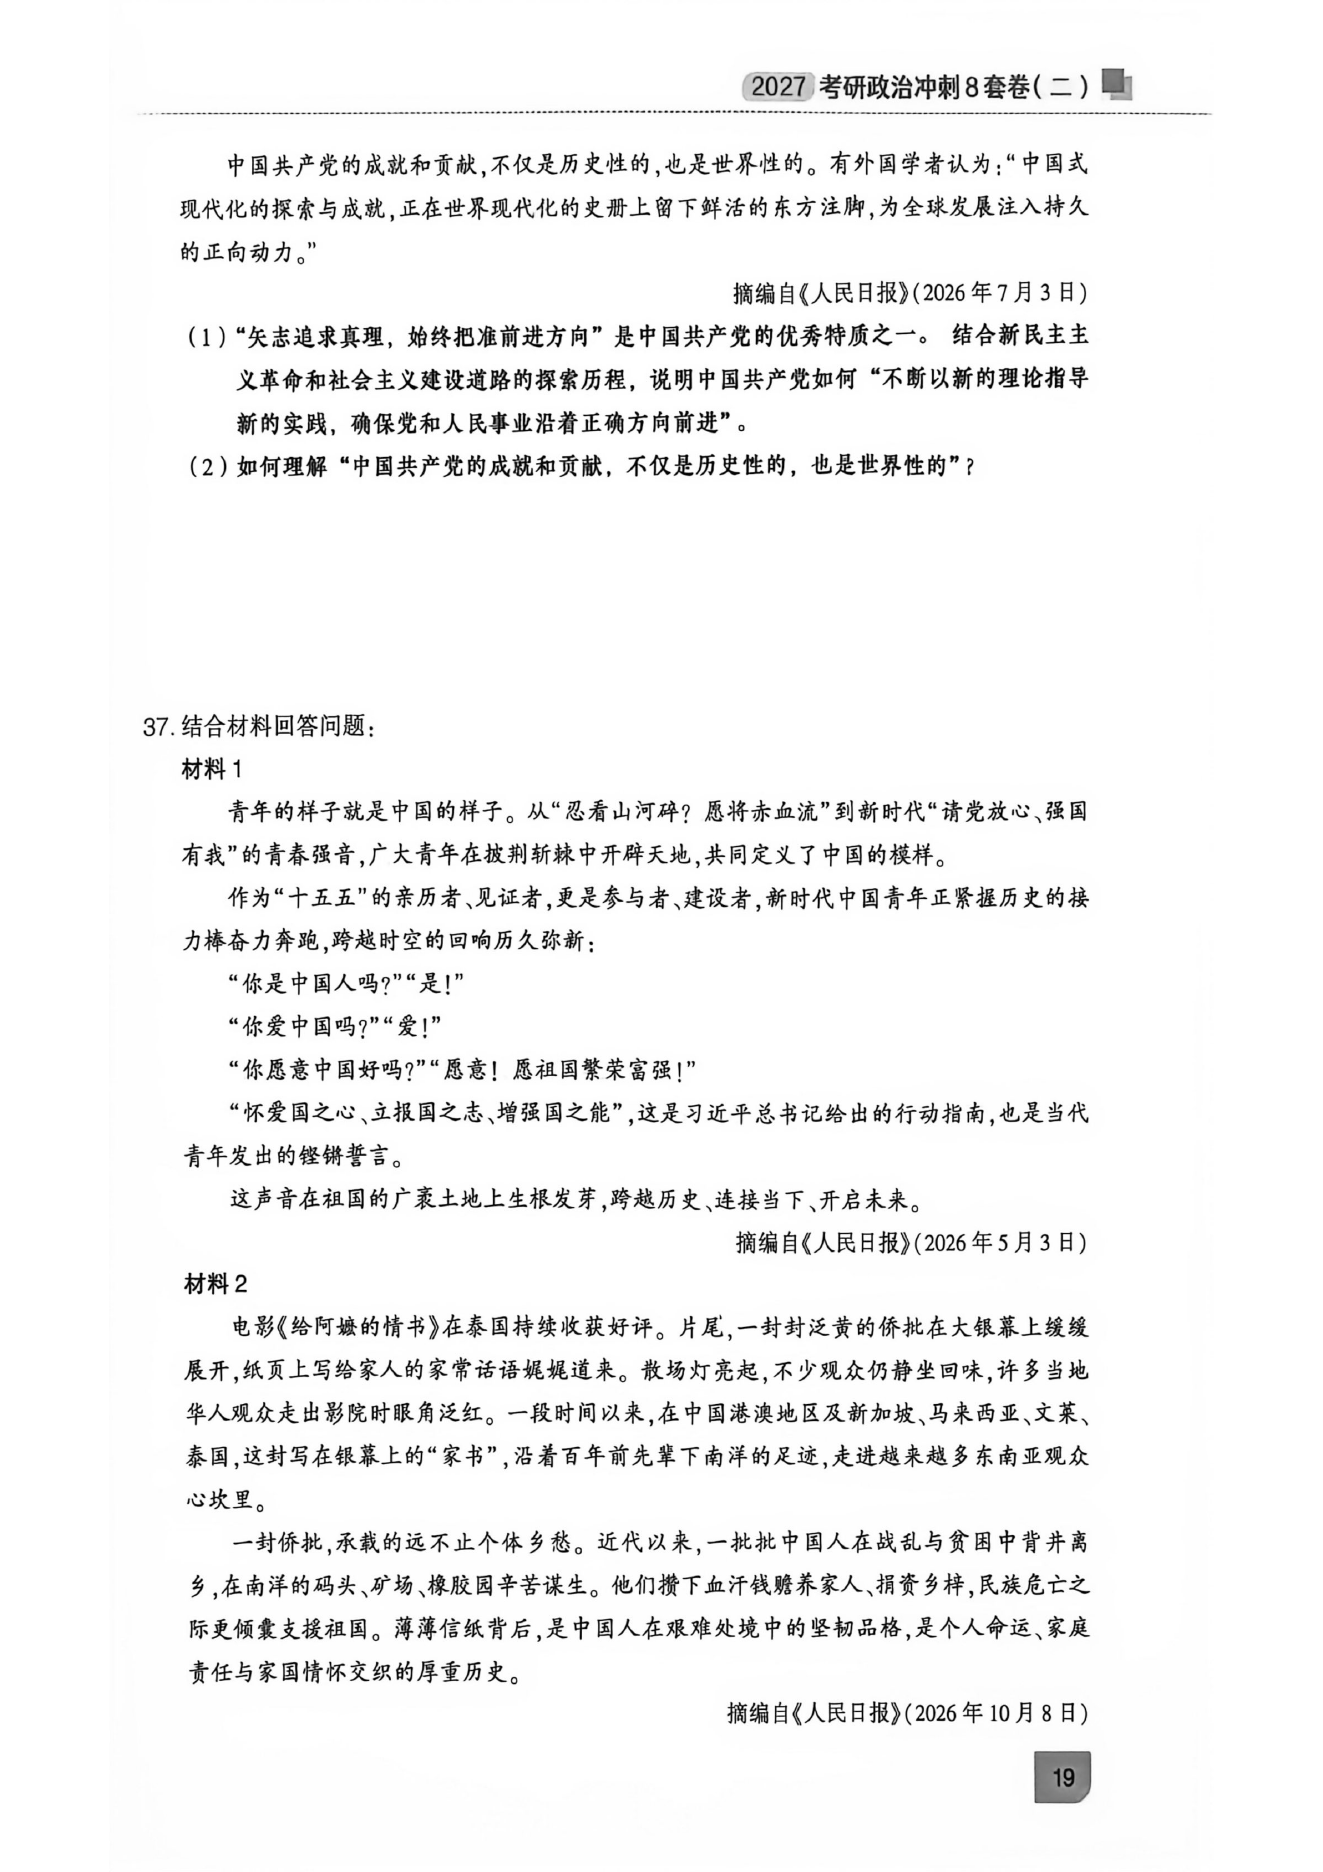 2027 考研政治冲刺8套卷(二)
中国共产党的成就和贡献,不仅是历史性的,也是世界性的。有外国学者认为:“中国式
现代化的探索与成就,正在世界现代化的史册上留下鲜活的东方注脚,为全球发展注入持久
的正向动力。”
摘编自《人民日报》(2026年7月3日)
(1)“矢志追求真理,始终把准前进方向”是中国共产党的优秀特质之一。 结合新民主主
义革命和社会主义建设道路的探索历程,说明中国共产党如何“不断以新的理论指导
新的实践,确保党和人民事业沿着正确方向前进”。
(2)如何理解“中国共产党的成就和贡献,不仅是历史性的,也是世界性的”?
37. 结合材料回答问题:
材料1
青年的样子就是中国的样子。从“忍看山河碎?愿将赤血流”到新时代“请党放心、强国
有我”的青春强音,广大青年在披荆斩棘中开辟天地,共同定义了中国的模样。
作为“十五五”的亲历者、见证者,更是参与者、建设者,新时代中国青年正紧握历史的接
力棒奋力奔跑,跨越时空的回响历久弥新:
“你是中国人吗?”“是!”
“你爱中国吗?”“爱!”
“你愿意中国好吗?”“愿意!愿祖国繁荣富强!”
“怀爱国之心、立报国之志、增强国之能”,这是习近平总书记给出的行动指南,也是当代
青年发出的铿锵誓言。
这声音在祖国的广袤土地上生根发芽,跨越历史、连接当下、开启未来。
摘编自《人民日报》(2026年5月3日)
材料2
电影《给阿嬷的情书》在泰国持续收获好评。片尾,一封封泛黄的侨批在大银幕上缓缓
展开,纸页上写给家人的家常话语娓娓道来。散场灯亮起,不少观众仍静坐回味,许多当地
华人观众走出影院时眼角泛红。一段时间以来,在中国港澳地区及新加坡、马来西亚、文莱、
泰国,这封写在银幕上的“家书”,沿着百年前先辈下南洋的足迹,走进越来越多东南亚观众
心坎里。
一封侨批,承载的远不止个体乡愁。近代以来,一批批中国人在战乱与贫困中背井离
乡,在南洋的码头、矿场、橡胶园辛苦谋生。他们攒下血汗钱赡养家人、捐资乡梓,民族危亡之
际更倾囊支援祖国。薄薄信纸背后,是中国人在艰难处境中的坚韧品格,是个人命运、家庭
责任与家国情怀交织的厚重历史。
摘编自《人民日报》(2026年10月8日)
19